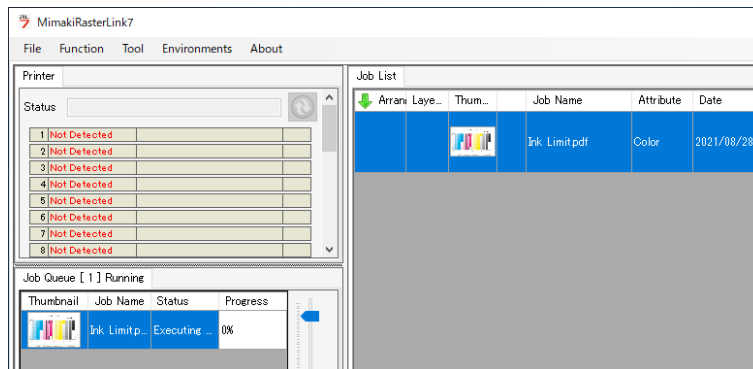 MimakiRasterLink7
File Function Tool Environments About
Printer
Status
1 Not Detected
2 Not Detected
3 Not Detected
4 Not Detected
5 Not Detected
6 Not Detected
7 Not Detected
8 Not Detected
Job Queue [ 1 ] Running
Thumbnail Job Name Status Progress
Ink Limit.p... Executing ... 0%
Job List
Arran Laye... Thum... Job Name Attribute Date
Ink Limit.pdf Color 2021/08/28